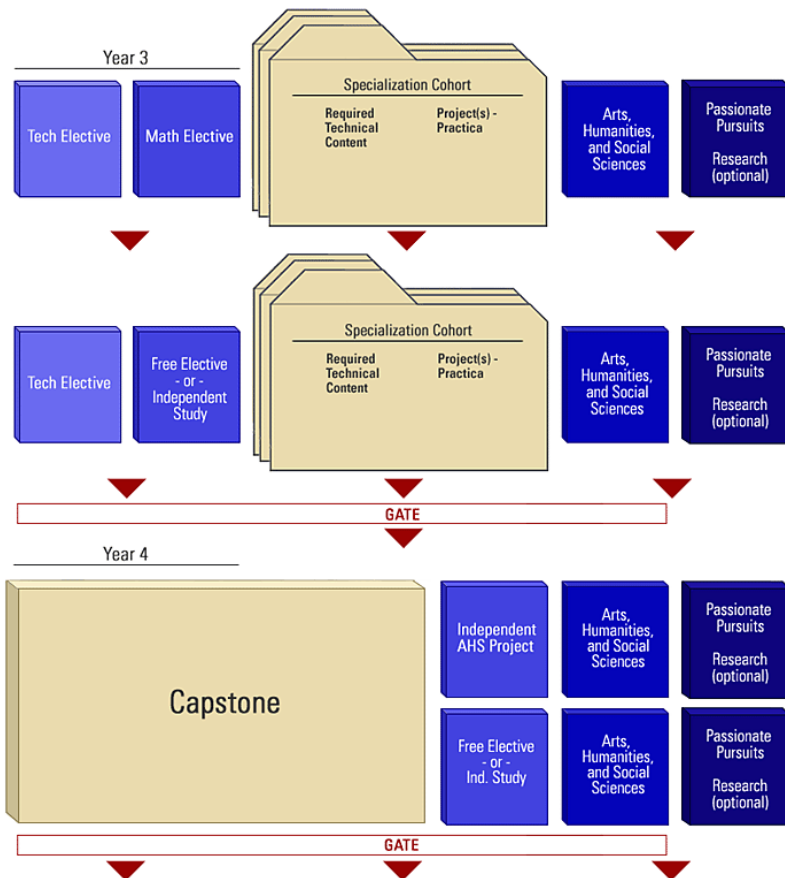 Year 3
Tech Elective
Math Elective
Specialization Cohort
Required
Technical
Content
Project(s) -
Practica
Arts,
Humanities,
and Social
Sciences
Passionate
Pursuits
Research
(optional)
Tech Elective
Free Elective
- or -
Independent
Study
Specialization Cohort
Required
Technical
Content
Project(s) -
Practica
Arts,
Humanities,
and Social
Sciences
Passionate
Pursuits
Research
(optional)
GATE
Year 4
Capstone
Independent
AHS Project
Arts,
Humanities,
and Social
Sciences
Passionate
Pursuits
Research
(optional)
Free Elective
- or -
Ind. Study
Arts,
Humanities,
and Social
Sciences
Passionate
Pursuits
Research
(optional)
GATE